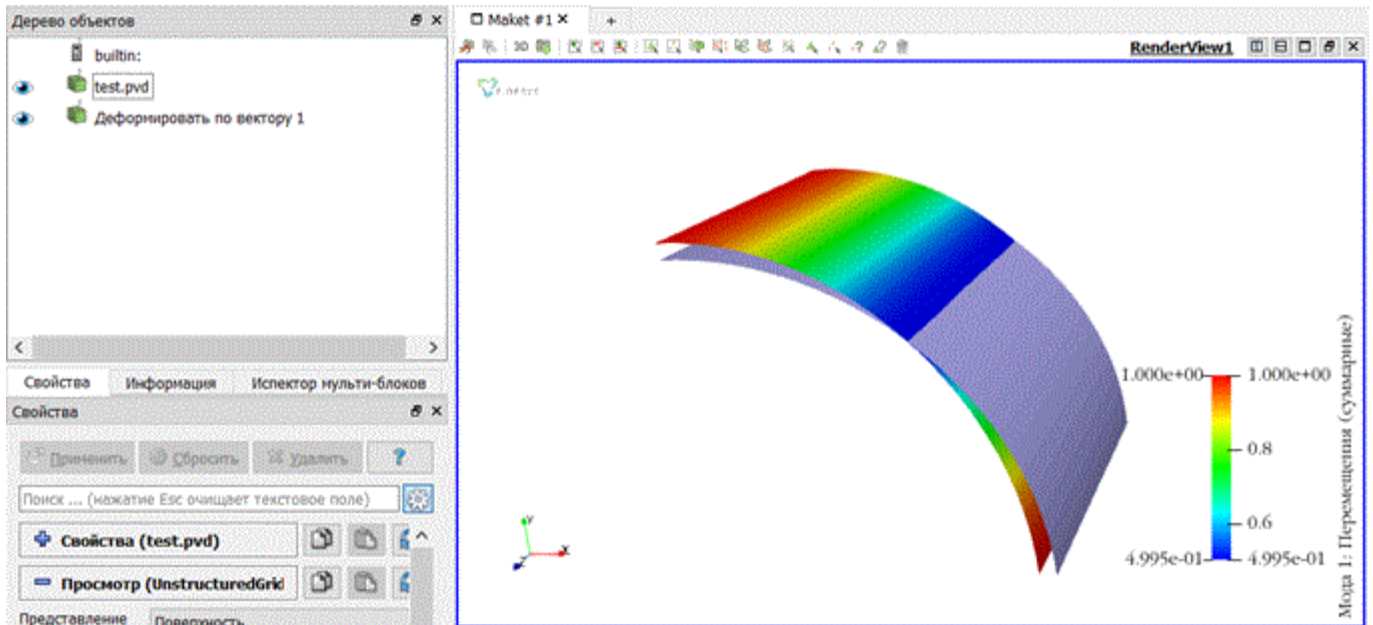 Дерево объектов
builtin:
test.pvd
Деформировать по вектору 1
Свойства
Информация
Испектор мульти-блоков
Свойства
Применить
Сбросить
Удалить
?
Поиск ... (нажатие Esc очищает текстовое поле)
Свойства (test.pvd)
Просмотр (UnstructuredGrid
Представление
Поверхность
Maket #1
+
3D
RenderView1
1.000e+00
1.000e+00
0.8
0.6
4.995e-01
4.995e-01
Мода 1: Перемещения (суммарные)
Y
X
Z